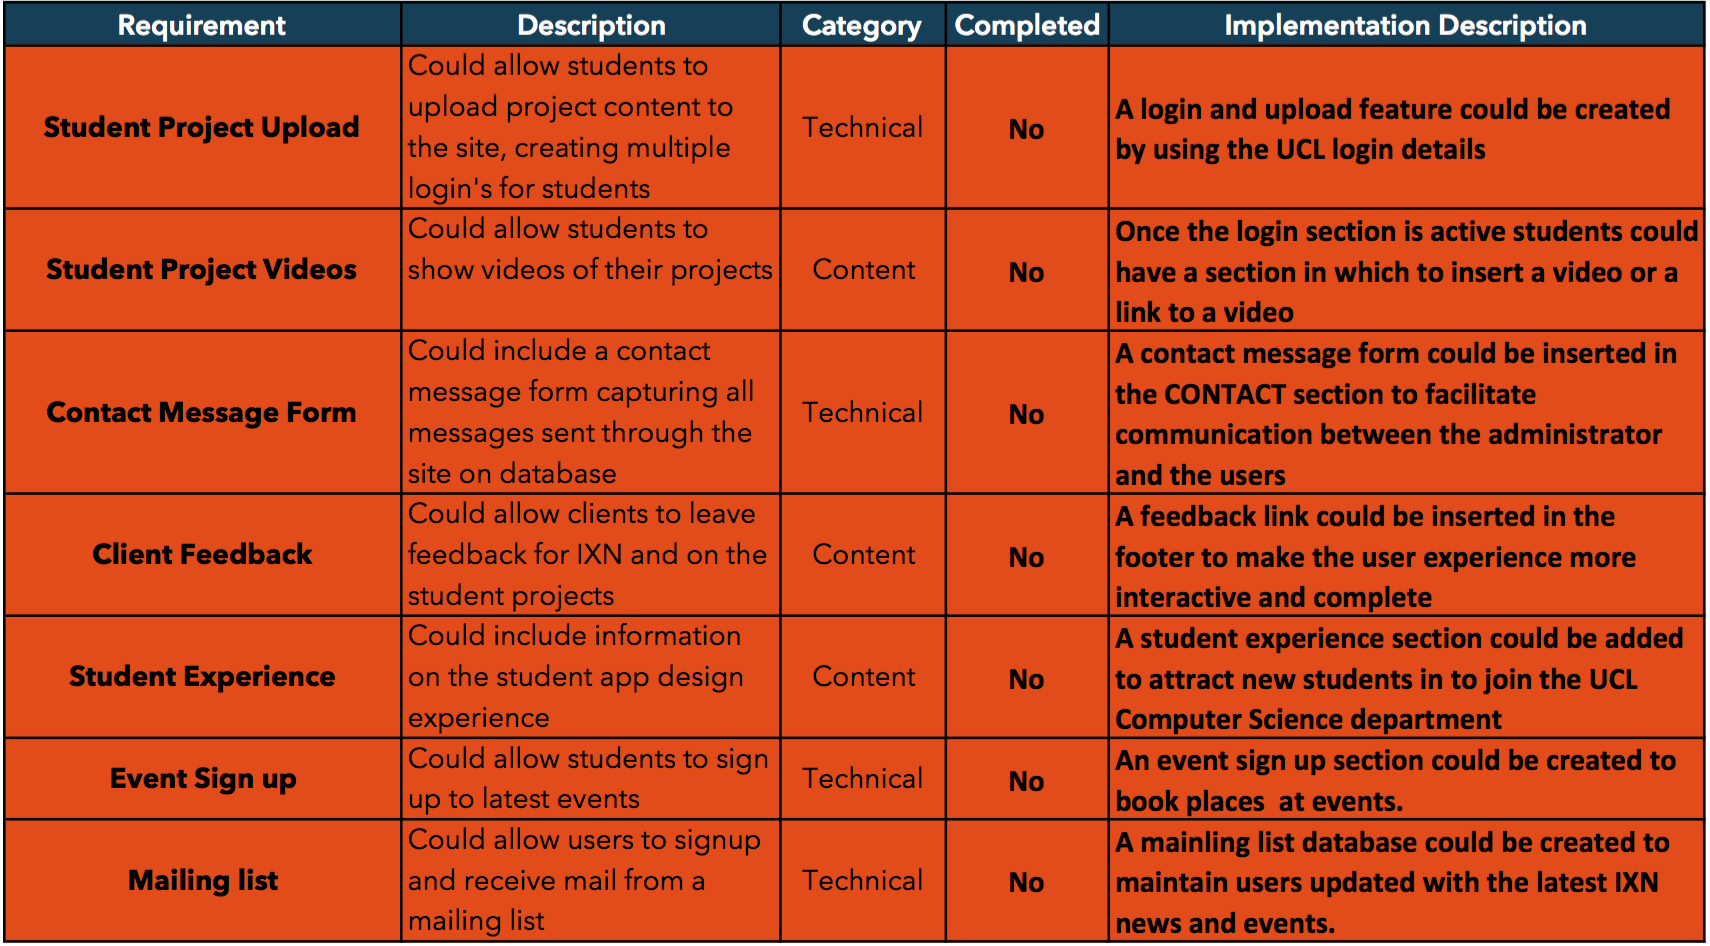 Requirement Description Category Completed Implementation Description
Student Project Upload
Could allow students to
upload project content to
the site, creating multiple
login's for students
Technical
No
A login and upload feature could be created
by using the UCL login details
Student Project Videos
Could allow students to
show videos of their projects
Content
No
Once the login section is active students could
have a section in which to insert a video or a
link to a video
Contact Message Form
Could include a contact
message form capturing all
messages sent through the
site on database
Technical
No
A contact message form could be inserted in
the CONTACT section to facilitate
communication between the administrator
and the users
Client Feedback
Could allow clients to leave
feedback for IXN and on the
student projects
Content
No
A feedback link could be inserted in the
footer to make the user experience more
interactive and complete
Student Experience
Could include information
on the student app design
experience
Content
No
A student experience section could be added
to attract new students in to join the UCL
Computer Science department
Event Sign up
Could allow students to sign
up to latest events
Technical
No
An event sign up section could be created to
book places  at events.
Mailing list
Could allow users to signup
and receive mail from a
mailing list
Technical
No
A mainling list database could be created to
maintain users updated with the latest IXN
news and events.